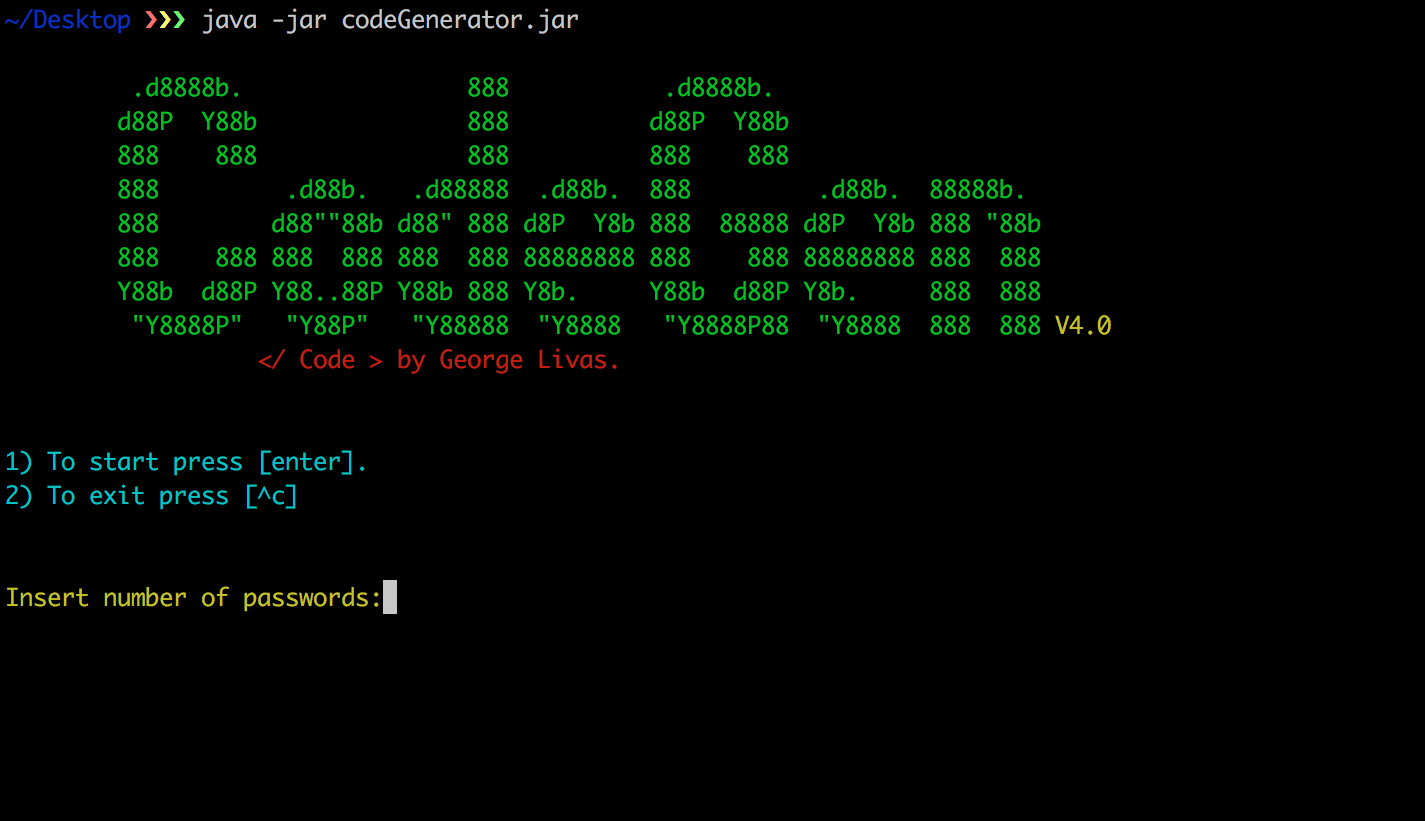 ~/Desktop ❯❯❯ java -jar codeGenerator.jar
          .d8888b.                888           .d8888b.
        d88P  Y88b               888          d88P  Y88b
        888    888               888          888    888
        888         .d88b.   .d88888  .d88b.  888         .d88b.  88888b.
        888        d88""88b d88" 888 d8P  Y8b 888  88888 d8P  Y8b 888 "88b
        888    888 888  888 888  888 88888888 888    888 88888888 888  888
        Y88b  d88P Y88..88P Y88b 888 Y8b.     Y88b  d88P Y8b.     888  888
         "Y8888P"   "Y88P"   "Y88888  "Y8888   "Y8888P88  "Y8888  888  888 V4.0
                  </ Code > by George Livas.
1) To start press [enter].
2) To exit press [^c]
Insert number of passwords: